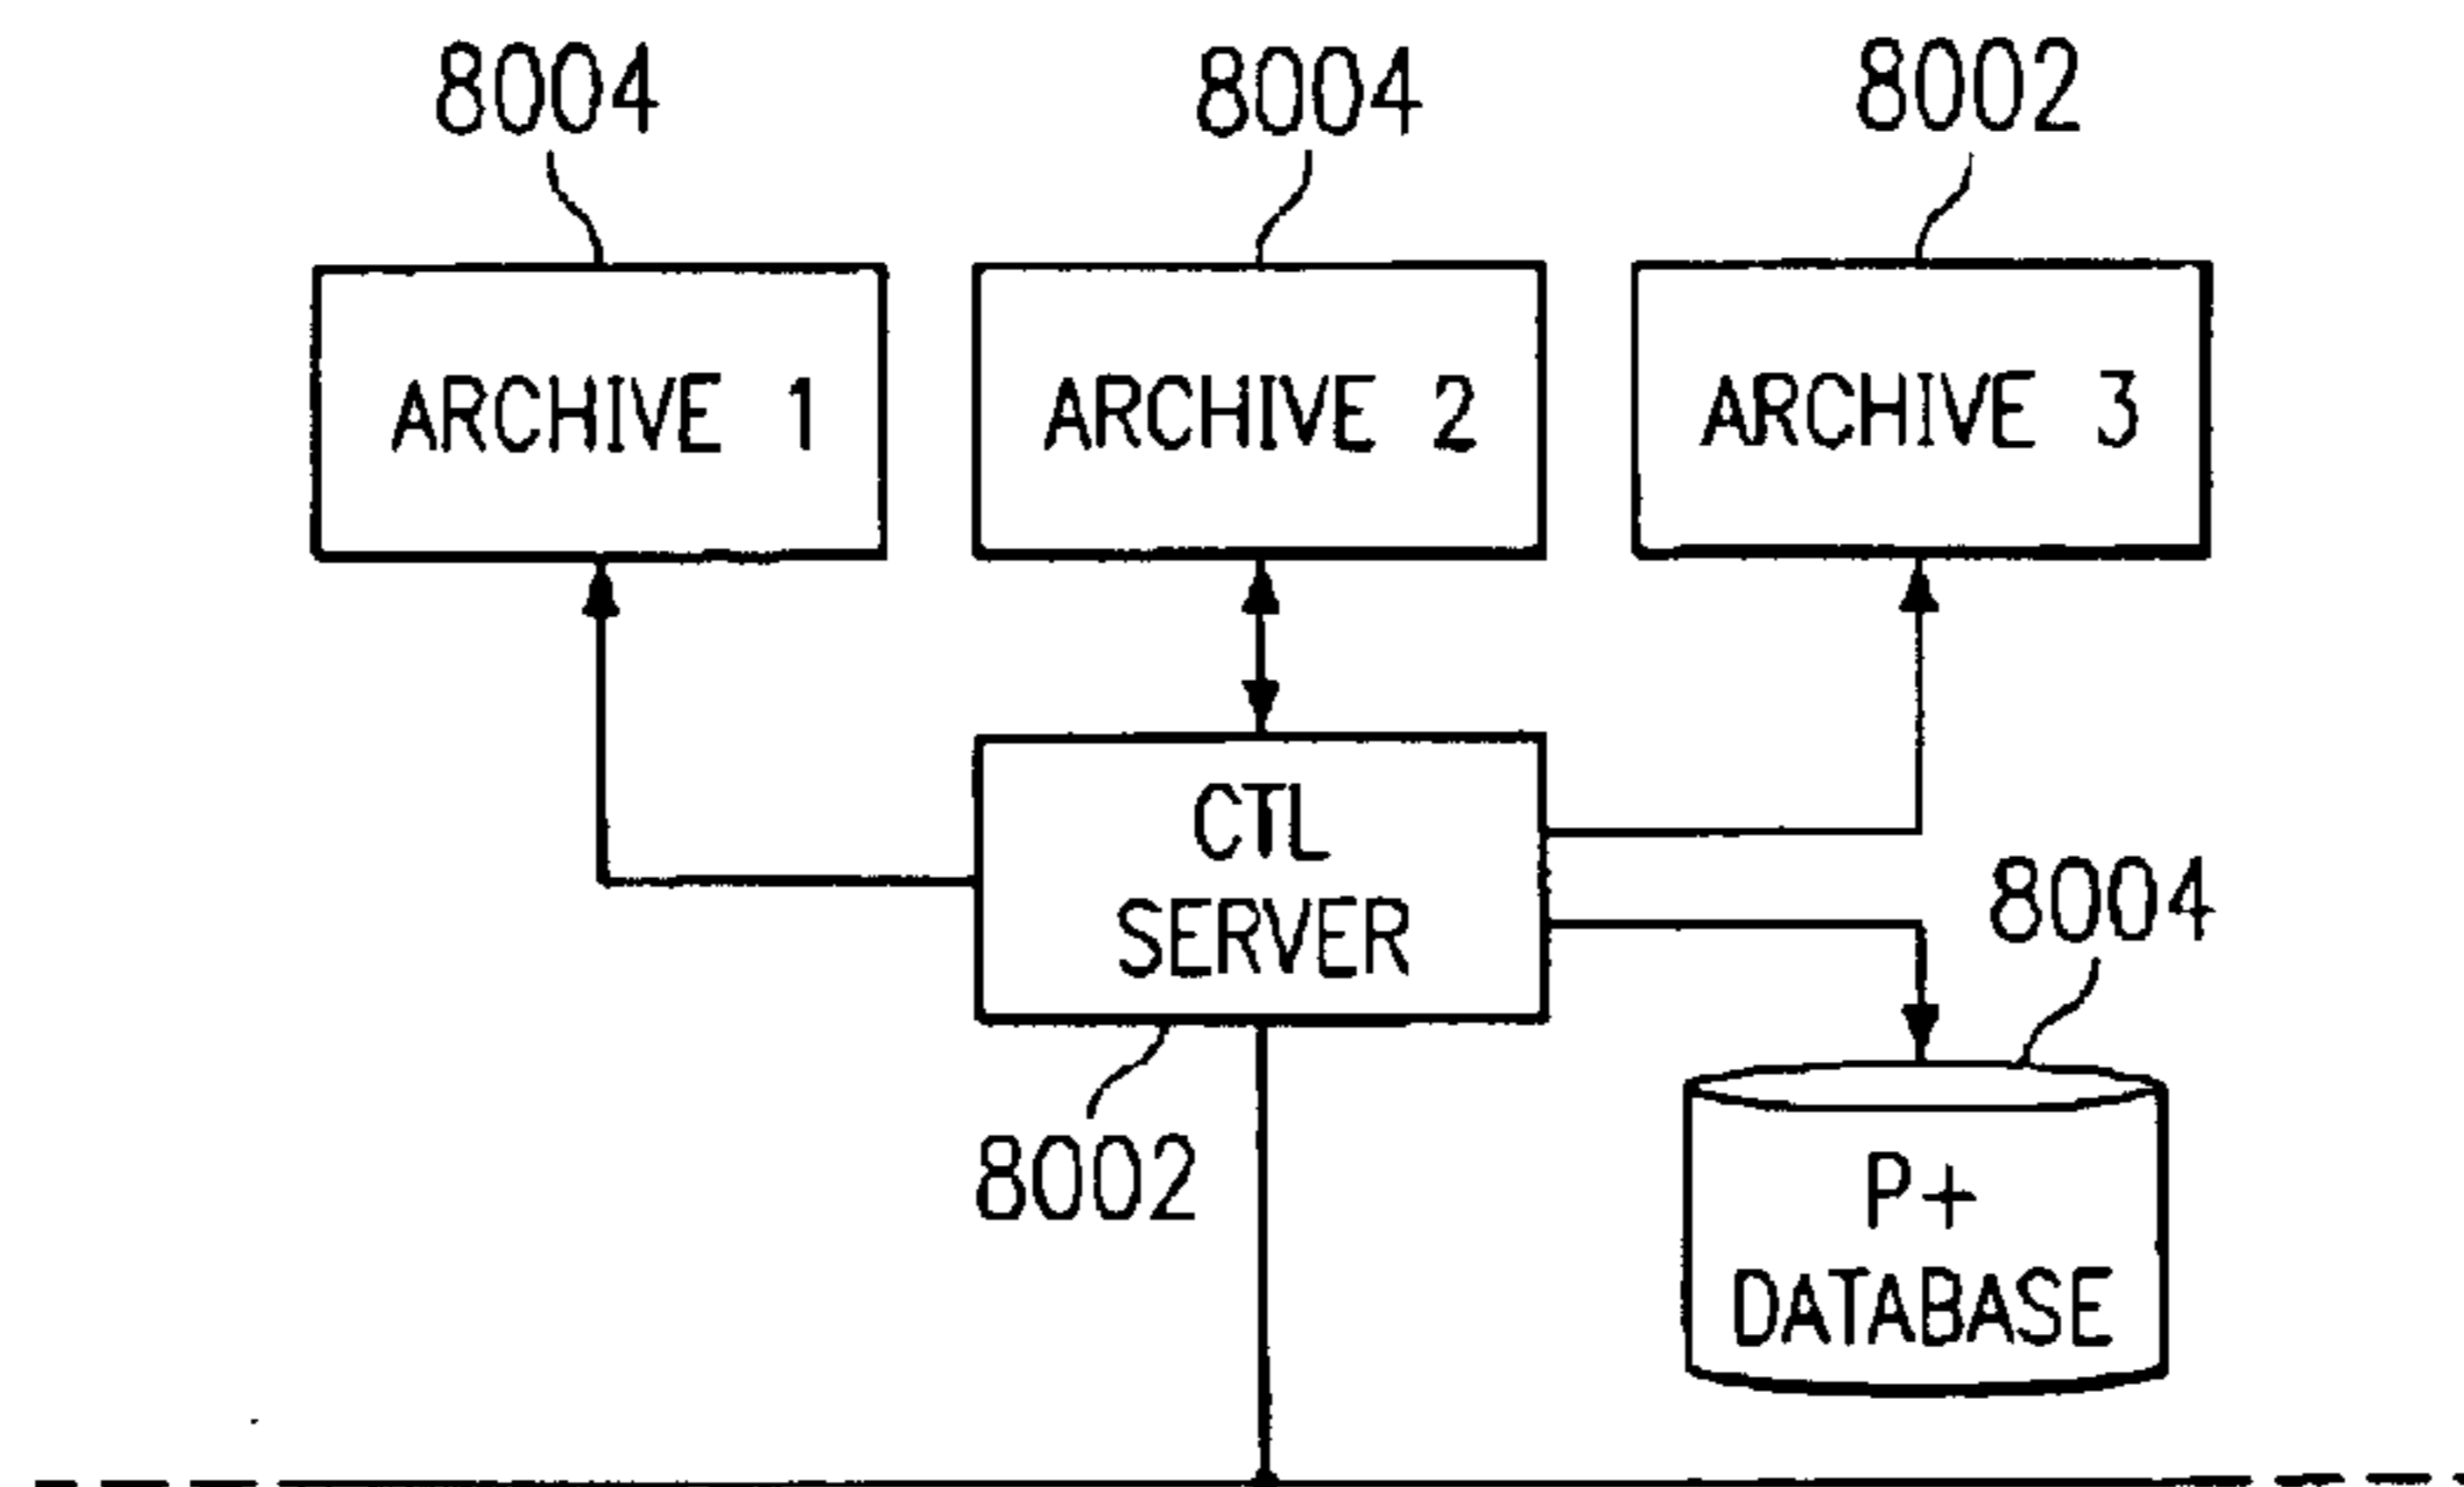 8004
8004
8002
ARCHIVE 1
ARCHIVE 2
ARCHIVE 3
CTL
SERVER
8004
8002
P+
DATABASE